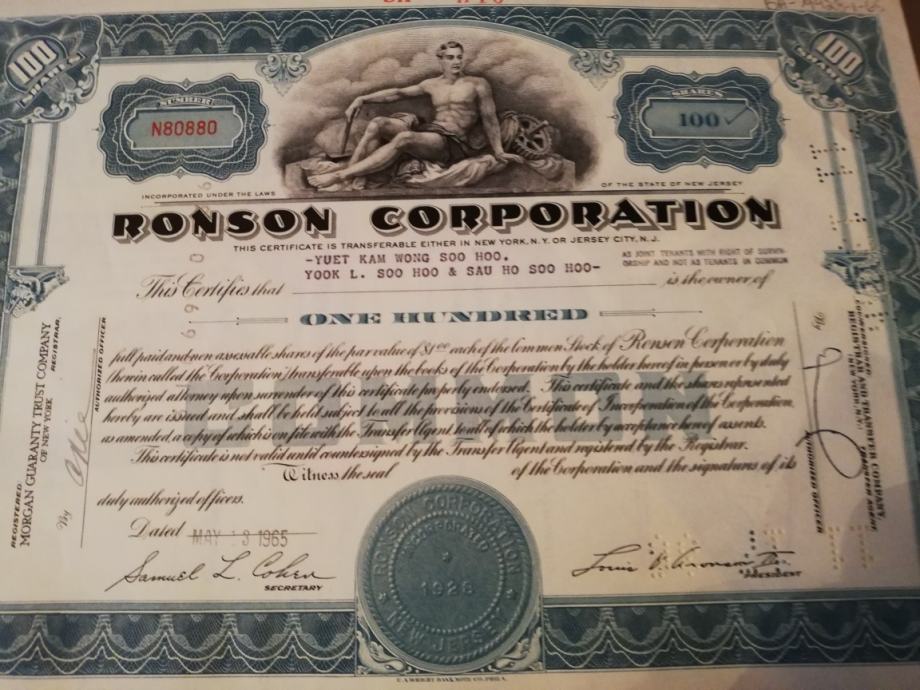 100
SHARES
NUMBER
N80880
SHARES
100
100
INCORPORATED UNDER THE LAWS
OF THE STATE OF NEW JERSEY
RONSON CORPORATION
THIS CERTIFICATE IS TRANSFERABLE EITHER IN NEW YORK, N.Y. OR JERSEY CITY, N.J.
-YUET KAM WONG SOO HOO.
YOOK L. SOO HOO & SAU HO SOO HOO-
AS JOINT TENANTS WITH RIGHT OF SURVIV-
ORSHIP AND NOT AS TENANTS IN COMMON
This Certifies that
is the owner of
ONE HUNDRED
full paid and non assessable shares of the par value of $1.00 each of the Common Stock of Ronson Corporation
(herein called the Corporation) transferable upon the books of the Corporation by the holder hereof in person or by duly
authorized attorney upon surrender of this certificate properly endorsed. This certificate and the shares represented
hereby are issued and shall be held subject to all the provisions of the Certificate of Incorporation of the Corporation,
as amended, a copy of which is on file with the Transfer Agent to all of which the holder by acceptance hereof assents.
This certificate is not valid until countersigned by the Transfer Agent and registered by the Registrar.
Witness the seal
of the Corporation and the signatures of its
duly authorized officers.
Dated MAY 13 1965
Samuel L. Cohen
SECRETARY
PRESIDENT
RONSON CORPORATION
INCORPORATED
1928
NEW JERSEY
REGISTERED
MORGAN GUARANTY TRUST COMPANY
OF NEW YORK
REGISTRAR,
By
AUTHORIZED OFFICER
AND TRANSFER COMPANY
TRANSFER AGENT
AUTHORIZED OFFICER